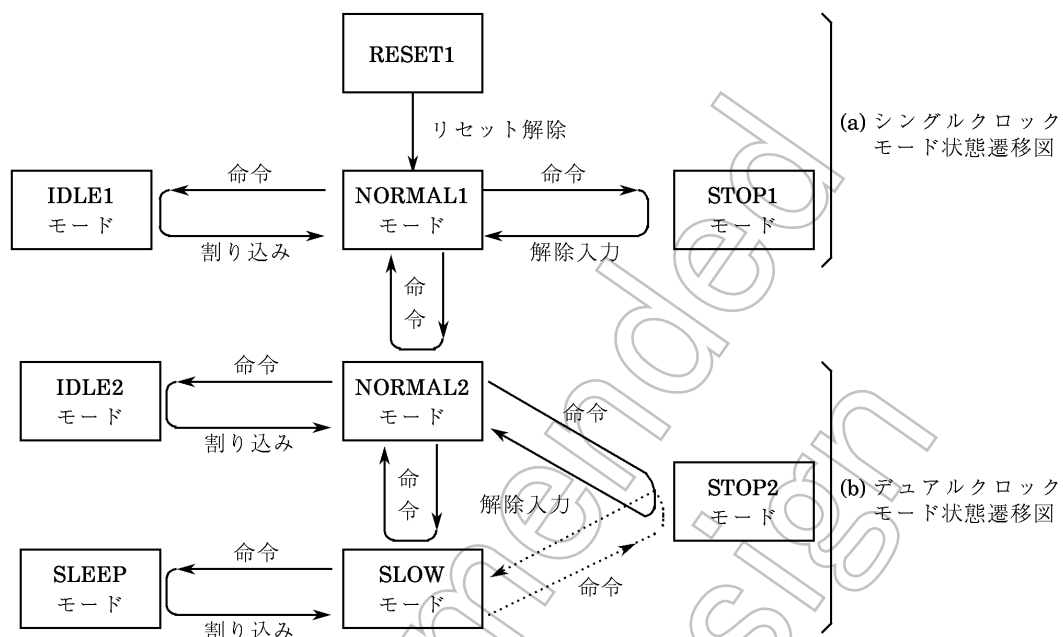 RESET1
リセット解除
(a) シングルクロック
モード状態遷移図
IDLE1
モード
命令
割り込み
NORMAL1
モード
命令
解除入力
STOP1
モード
命
令
IDLE2
モード
命令
割り込み
NORMAL2
モード
命令
解除入力
STOP2
モード
(b) デュアルクロック
モード状態遷移図
命
令
SLEEP
モード
命令
割り込み
SLOW
モード
命令
mended
sign